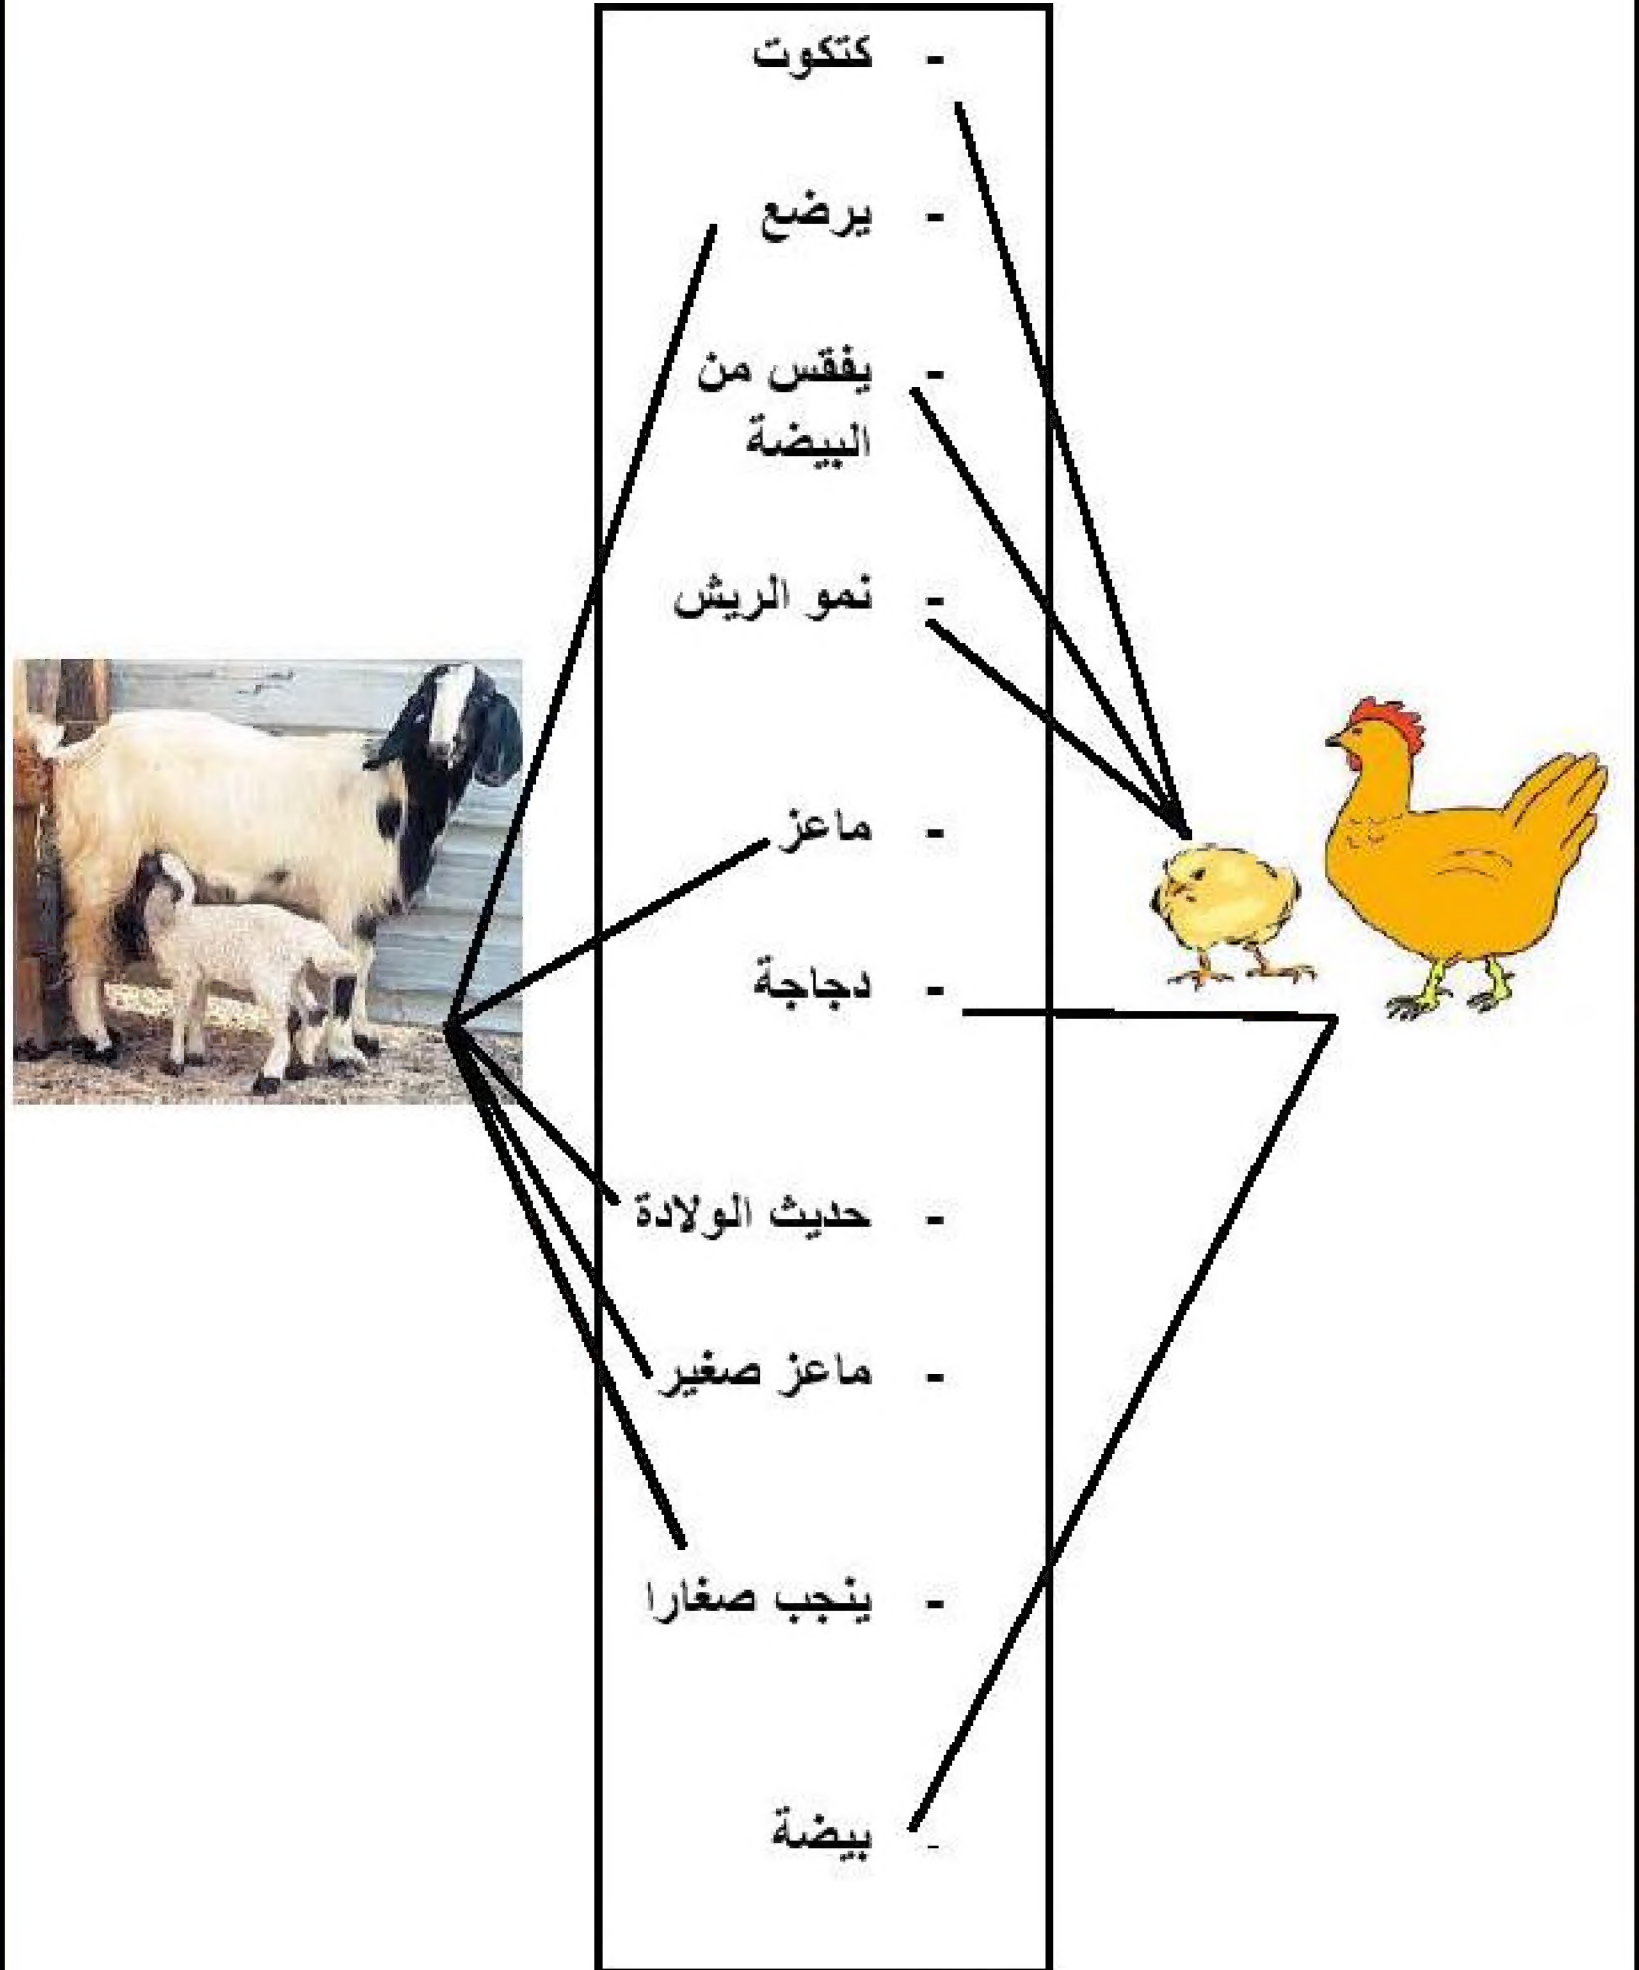 - كتكوت
- يرضع
- يفقس من
البيضة
- نمو الريش
- ماعز
- دجاجة
- حديث الولادة
- ماعز صغير
- ينجب صغارا
- بيضة